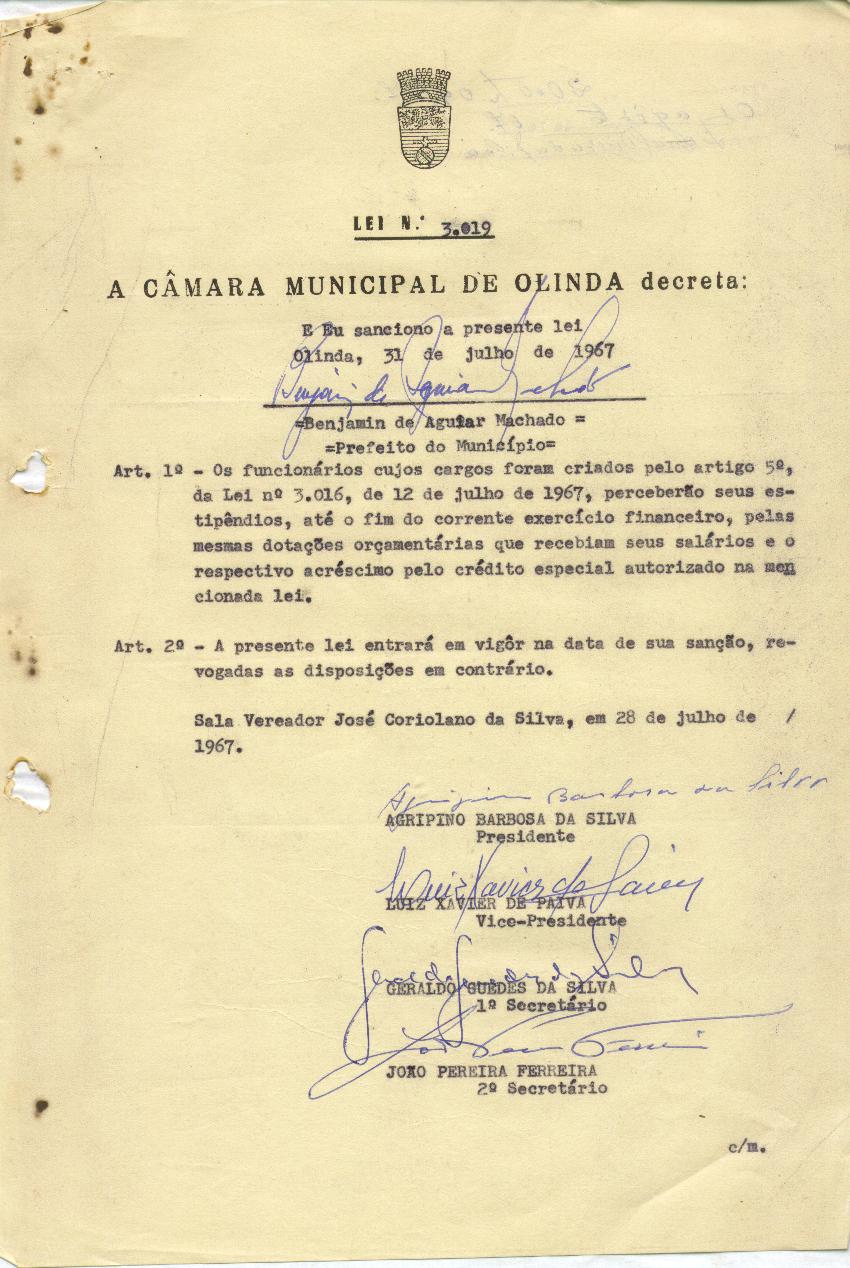 LEI N.º 3.019
A CÂMARA MUNICIPAL DE OLINDA decreta:
E Eu sanciono a presente lei
Olinda, 31 de julho de 1967
Benjamin de Aguiar Machado
=Benjamin de Aguiar Machado =
=Prefeito do Município=
Art. 1º - Os funcionários cujos cargos foram criados pelo artigo 5º,
da Lei nº 3.016, de 12 de julho de 1967, perceberão seus es-
tipêndios, até o fim do corrente exercício financeiro, pelas
mesmas dotações orçamentárias que recebiam seus salários e o
respectivo acréscimo pelo crédito especial autorizado na men
cionada lei.
Art. 2º - A presente lei entrará em vigôr na data de sua sanção, re-
vogadas as disposições em contrário.
Sala Vereador José Coriolano da Silva, em 28 de julho de /
1967.
Agripino Barbosa da Silva
AGRIPINO BARBOSA DA SILVA
Presidente
Luiz Xavier de Paiva
LUIZ XAVIER DE PAIVA
Vice-Presidente
Geraldo Guedes da Silva
GERALDO GUEDES DA SILVA
1º Secretário
JOÃO PEREIRA FERREIRA
2º Secretário
c/m.